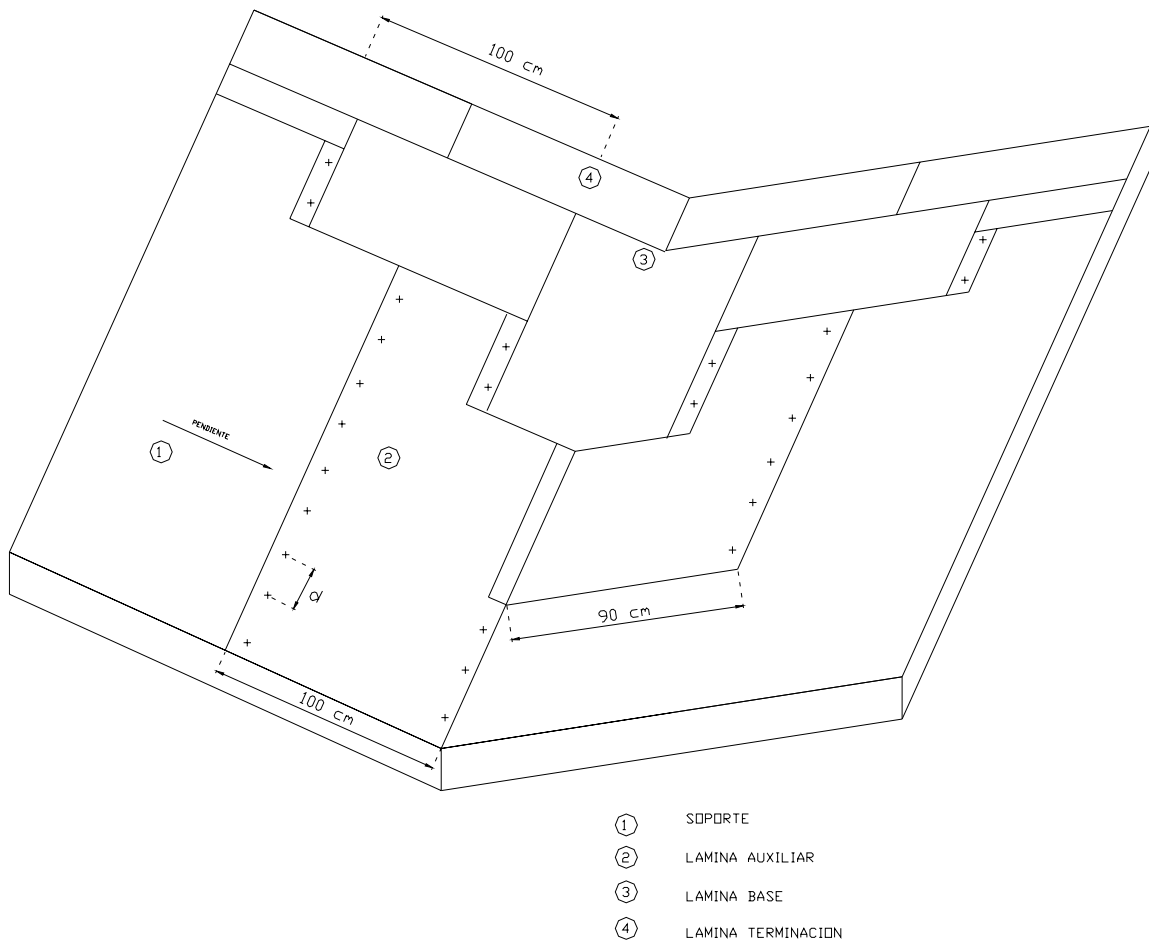 100 cm
4
3
PENDIENTE
1
2
d
90 cm
100 cm
1 SOPORTE
2 LAMINA AUXILIAR
3 LAMINA BASE
4 LAMINA TERMINACION